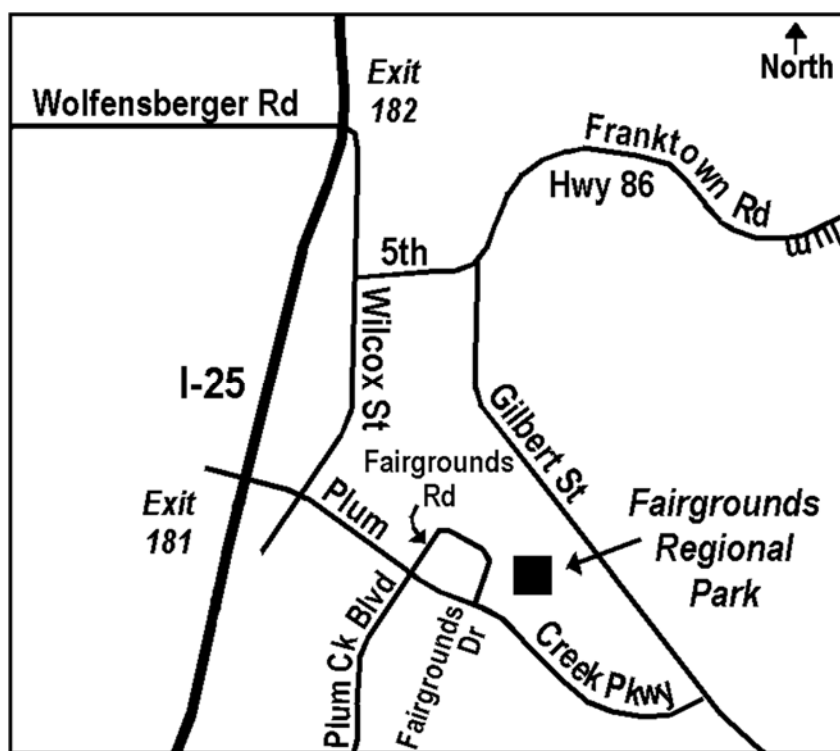 North
Exit
182
Wolfensberger Rd
Franktown Rd
Hwy 86
5th
Wilcox St
I-25
Gilbert St
Fairgrounds
Rd
Exit
181
Plum
Fairgrounds
Regional
Park
Plum Ck Blvd
Fairgrounds
Dr
Creek Pkwy